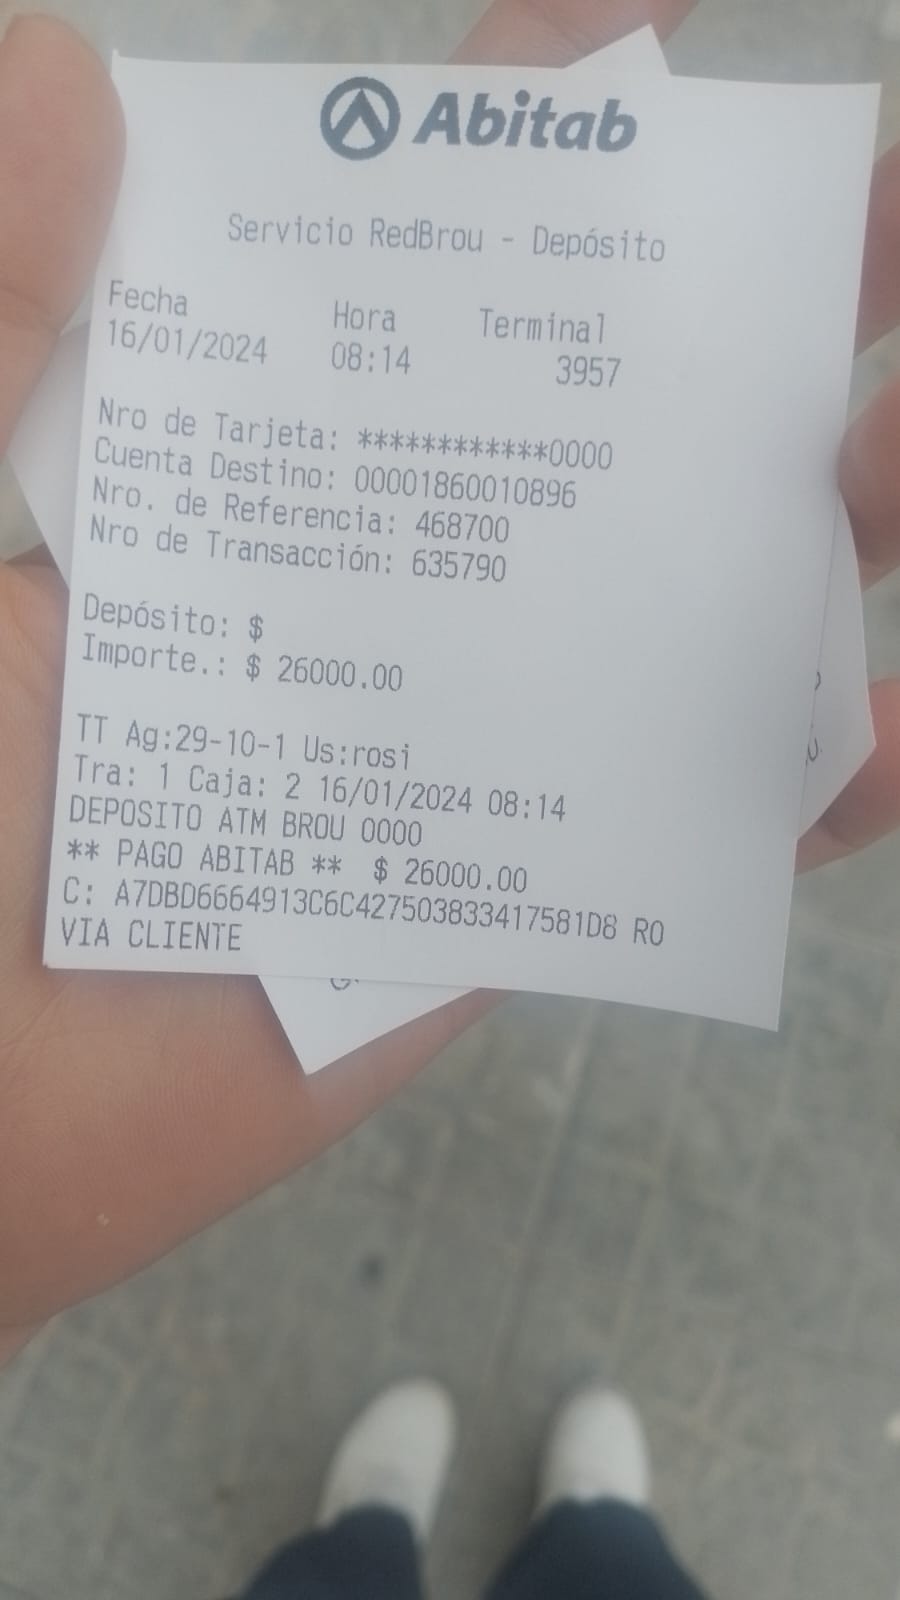 Abitab
Servicio RedBrou - Depósito
Fecha Hora Terminal
16/01/2024 08:14 3957
Nro de Tarjeta: ************0000
Cuenta Destino: 00001860010896
Nro. de Referencia: 468700
Nro de Transacción: 635790
Depósito: $
Importe.: $ 26000.00
TT Ag:29-10-1 Us:rosi
Tra: 1 Caja: 2 16/01/2024 08:14
DEPOSITO ATM BROU 0000
** PAGO ABITAB ** $ 26000.00
C: A7DBD6664913C6C427503833417581D8 RO
VIA CLIENTE